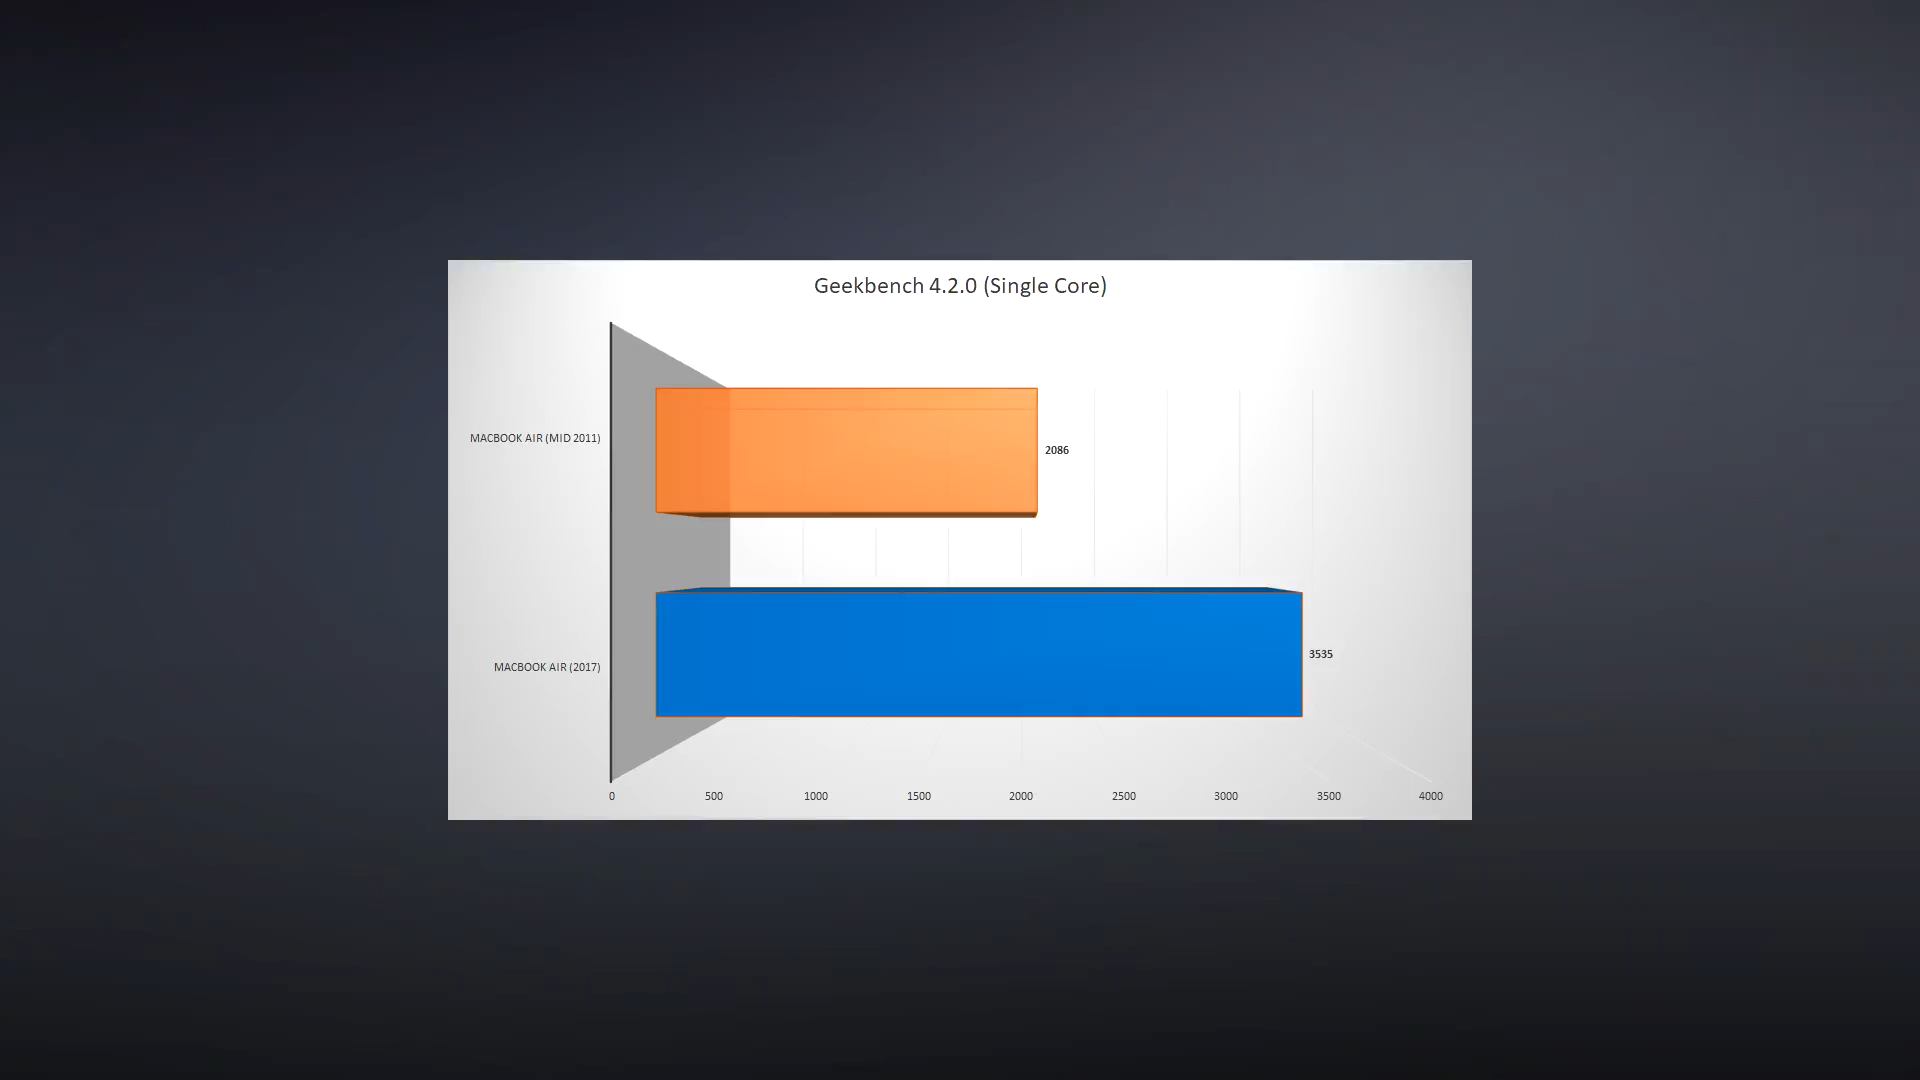 Geekbench 4.2.0 (Single Core)
MACBOOK AIR (MID 2011)
2086
MACBOOK AIR (2017)
3535
0 500 1000 1500 2000 2500 3000 3500 4000